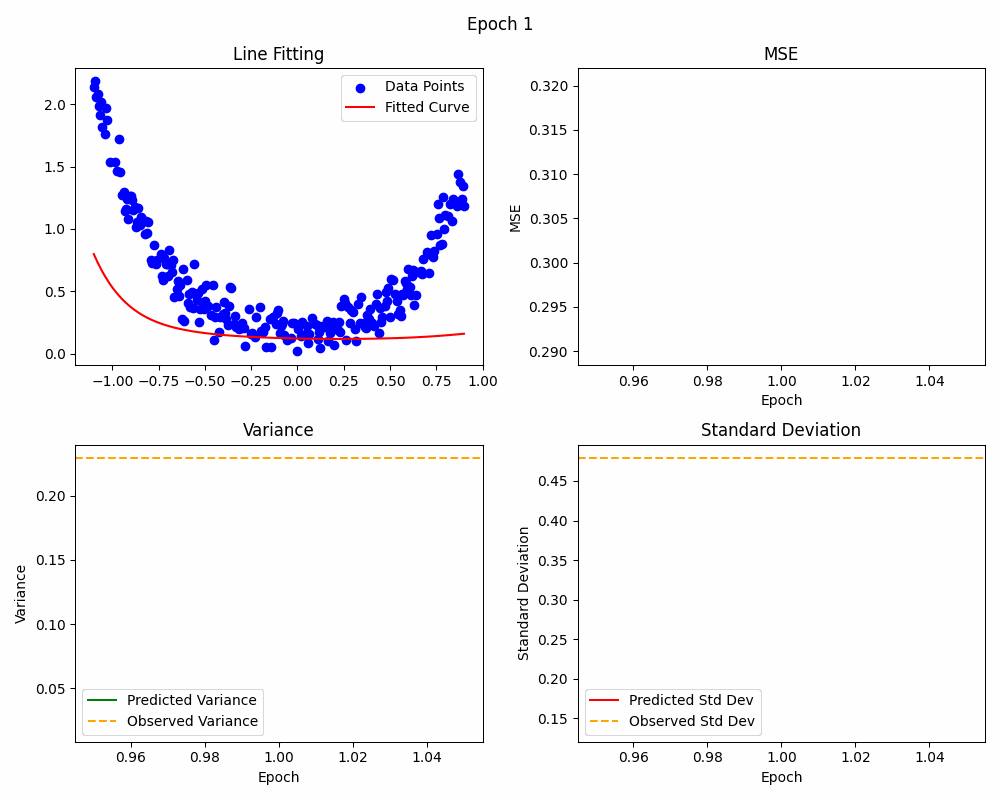 Epoch 1
Line Fitting
Data Points
Fitted Curve
2.0
1.5
1.0
0.5
0.0
−1.00 −0.75 −0.50 −0.25 0.00 0.25 0.50 0.75 1.00
MSE
MSE
0.320
0.315
0.310
0.305
0.300
0.295
0.290
0.96 0.98 1.00 1.02 1.04
Epoch
Variance
Variance
0.20
0.15
0.10
0.05
Predicted Variance
Observed Variance
0.96 0.98 1.00 1.02 1.04
Epoch
Standard Deviation
Standard Deviation
0.45
0.40
0.35
0.30
0.25
0.20
0.15
Predicted Std Dev
Observed Std Dev
0.96 0.98 1.00 1.02 1.04
Epoch